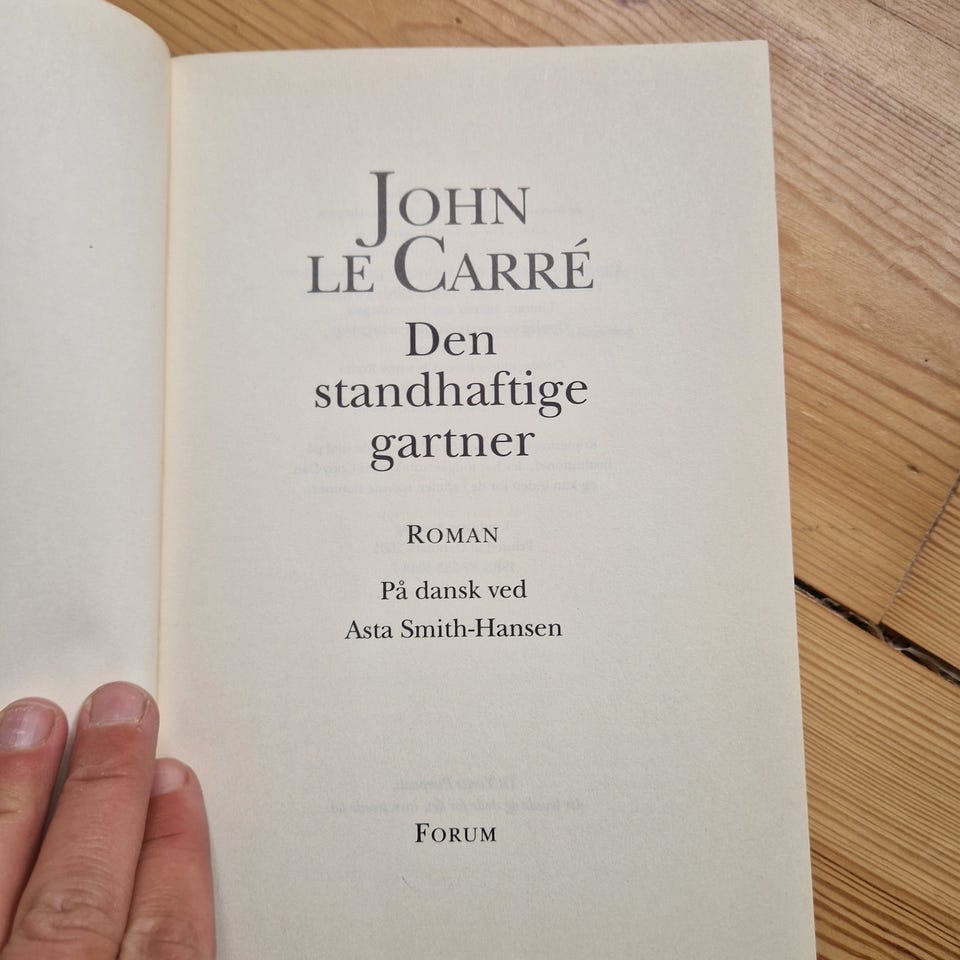 JOHN
LE CARRÉ
Den
standhaftige
gartner
ROMAN
På dansk ved
Asta Smith-Hansen
FORUM